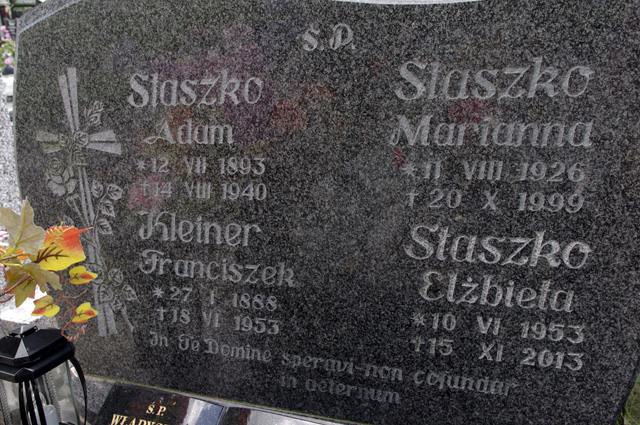 Ś. P.
Staszko
Adam
*12 VII 1893
†14 VIII 1940
Kleiner
Franciszek
*27 I 1888
†18 VI 1953
Staszko
Marianna
*11 VIII 1926
†20 X 1999
Staszko
Elżbieta
*10 VI 1953
†15 XI 2013
In Te Domine speravi-non cofundar
in aeternum
Ś. P.